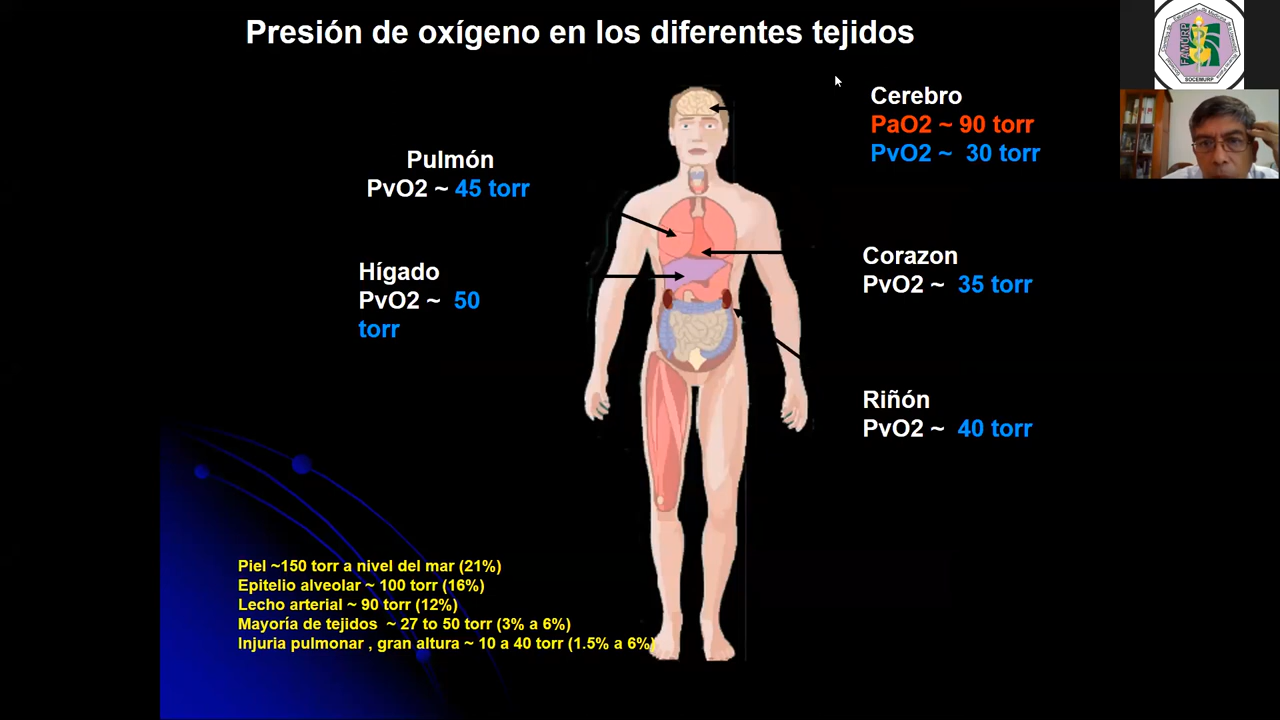 Presión de oxígeno en los diferentes tejidos
Cerebro
PaO2 ~ 90 torr
PvO2 ~ 30 torr
Pulmón
PvO2 ~ 45 torr
Corazon
PvO2 ~ 35 torr
Hígado
PvO2 ~ 50
torr
Riñón
PvO2 ~ 40 torr
Piel ~150 torr a nivel del mar (21%)
Epitelio alveolar ~ 100 torr (16%)
Lecho arterial ~ 90 torr (12%)
Mayoría de tejidos ~ 27 to 50 torr (3% a 6%)
Injuria pulmonar , gran altura ~ 10 a 40 torr (1.5% a 6%)
FAMURP
SOCEMURP